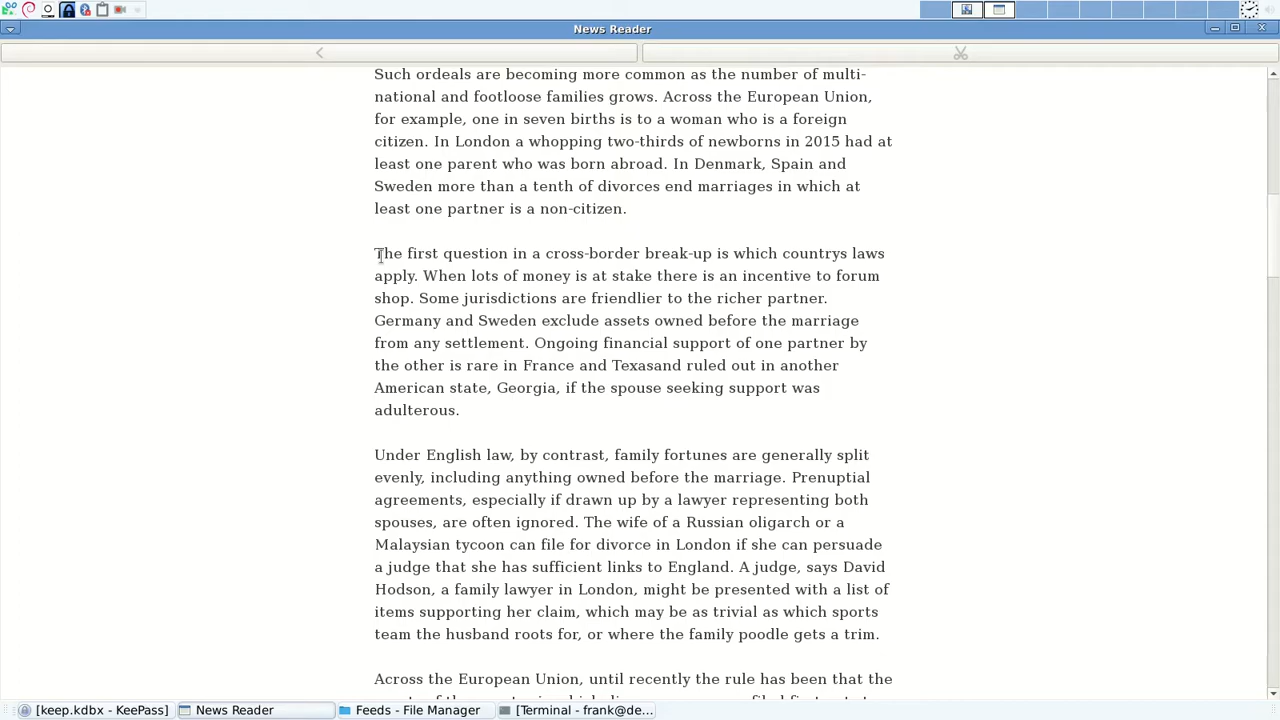 News Reader
Such ordeals are becoming more common as the number of multi-
national and footloose families grows. Across the European Union,
for example, one in seven births is to a woman who is a foreign
citizen. In London a whopping two-thirds of newborns in 2015 had at
least one parent who was born abroad. In Denmark, Spain and
Sweden more than a tenth of divorces end marriages in which at
least one partner is a non-citizen.
The first question in a cross-border break-up is which countrys laws
apply. When lots of money is at stake there is an incentive to forum
shop. Some jurisdictions are friendlier to the richer partner.
Germany and Sweden exclude assets owned before the marriage
from any settlement. Ongoing financial support of one partner by
the other is rare in France and Texasand ruled out in another
American state, Georgia, if the spouse seeking support was
adulterous.
Under English law, by contrast, family fortunes are generally split
evenly, including anything owned before the marriage. Prenuptial
agreements, especially if drawn up by a lawyer representing both
spouses, are often ignored. The wife of a Russian oligarch or a
Malaysian tycoon can file for divorce in London if she can persuade
a judge that she has sufficient links to England. A judge, says David
Hodson, a family lawyer in London, might be presented with a list of
items supporting her claim, which may be as trivial as which sports
team the husband roots for, or where the family poodle gets a trim.
Across the European Union, until recently the rule has been that the
[keep.kdbx - KeePass]
News Reader
Feeds - File Manager
[Terminal - frank@de...